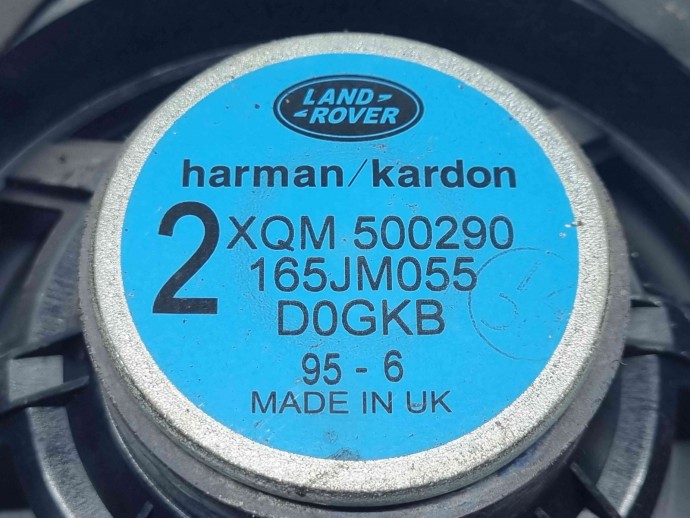 LAND
ROVER
harman/kardon
2
XQM 500290
165JM055
D0GKB
95 - 6
MADE IN UK